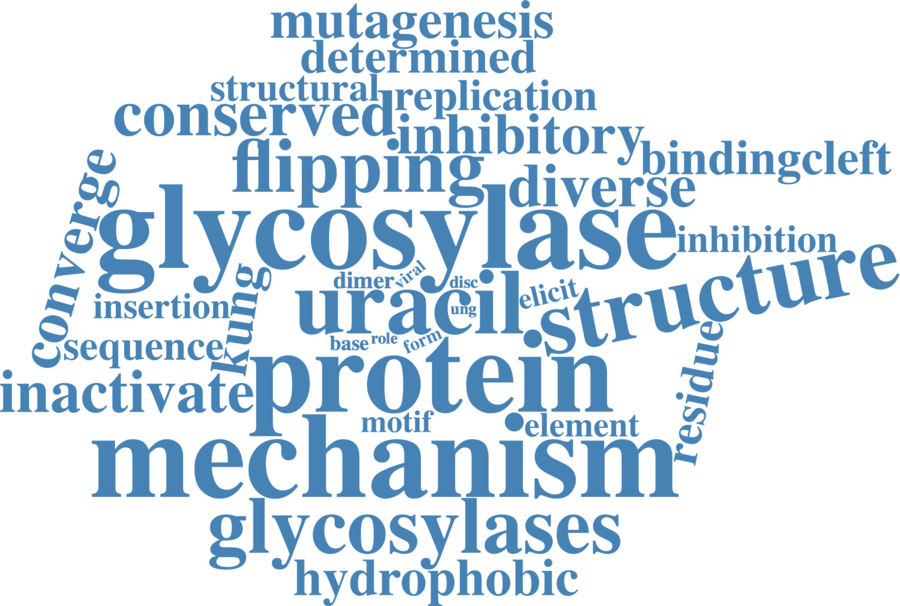 mutagenesis
determined
structural
replication
conserved
inhibitory
bindingcleft
flipping
diverse
converge
glycosylase
inhibition
structure
dimer
viral
disc
elicit
kung
insertion
uracil
ung
base
role
form
sequence
residue
protein
inactivate
motif
element
mechanism
glycosylases
hydrophobic